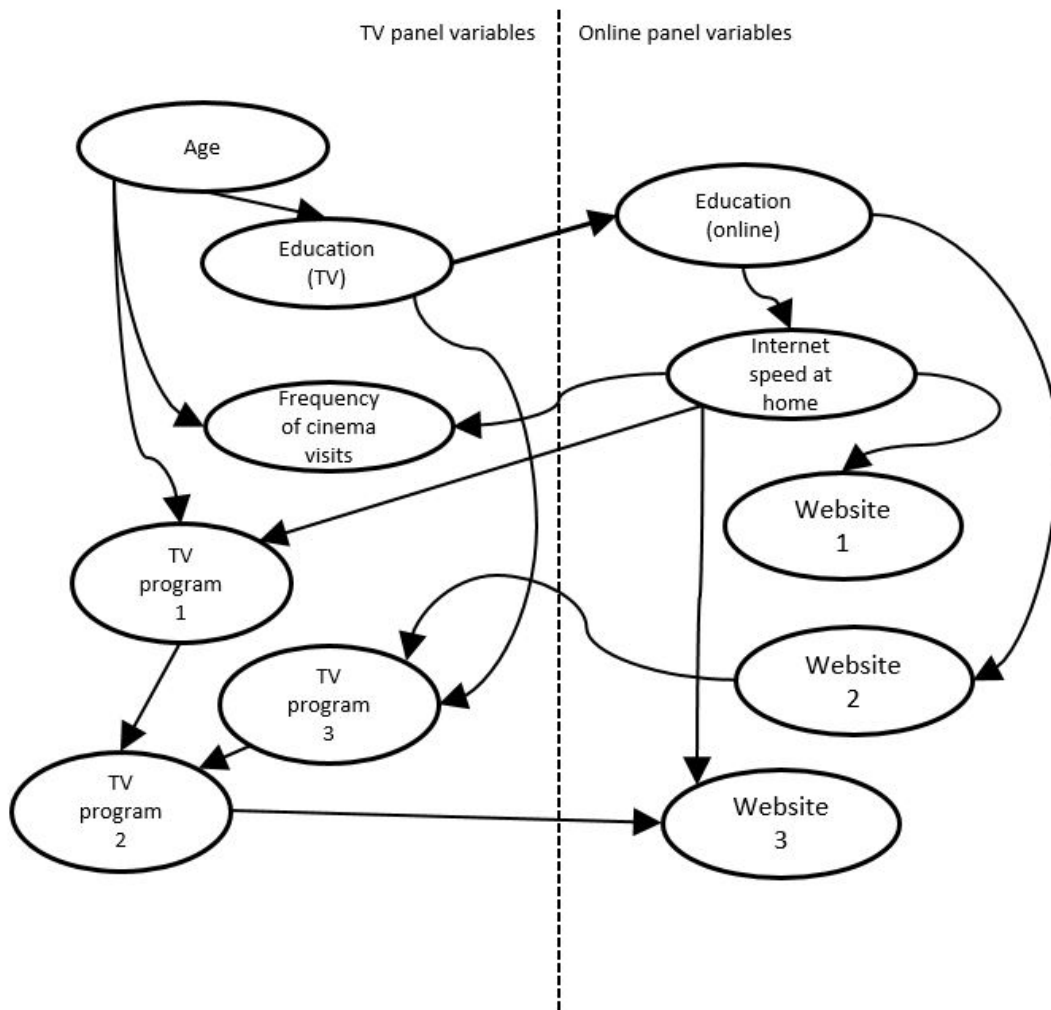 TV panel variables
Online panel variables
Age
Education
(TV)
Education
(online)
Internet
speed at
home
Frequency
of cinema
visits
Website
1
TV
program
1
Website
2
TV
program
3
TV
program
2
Website
3